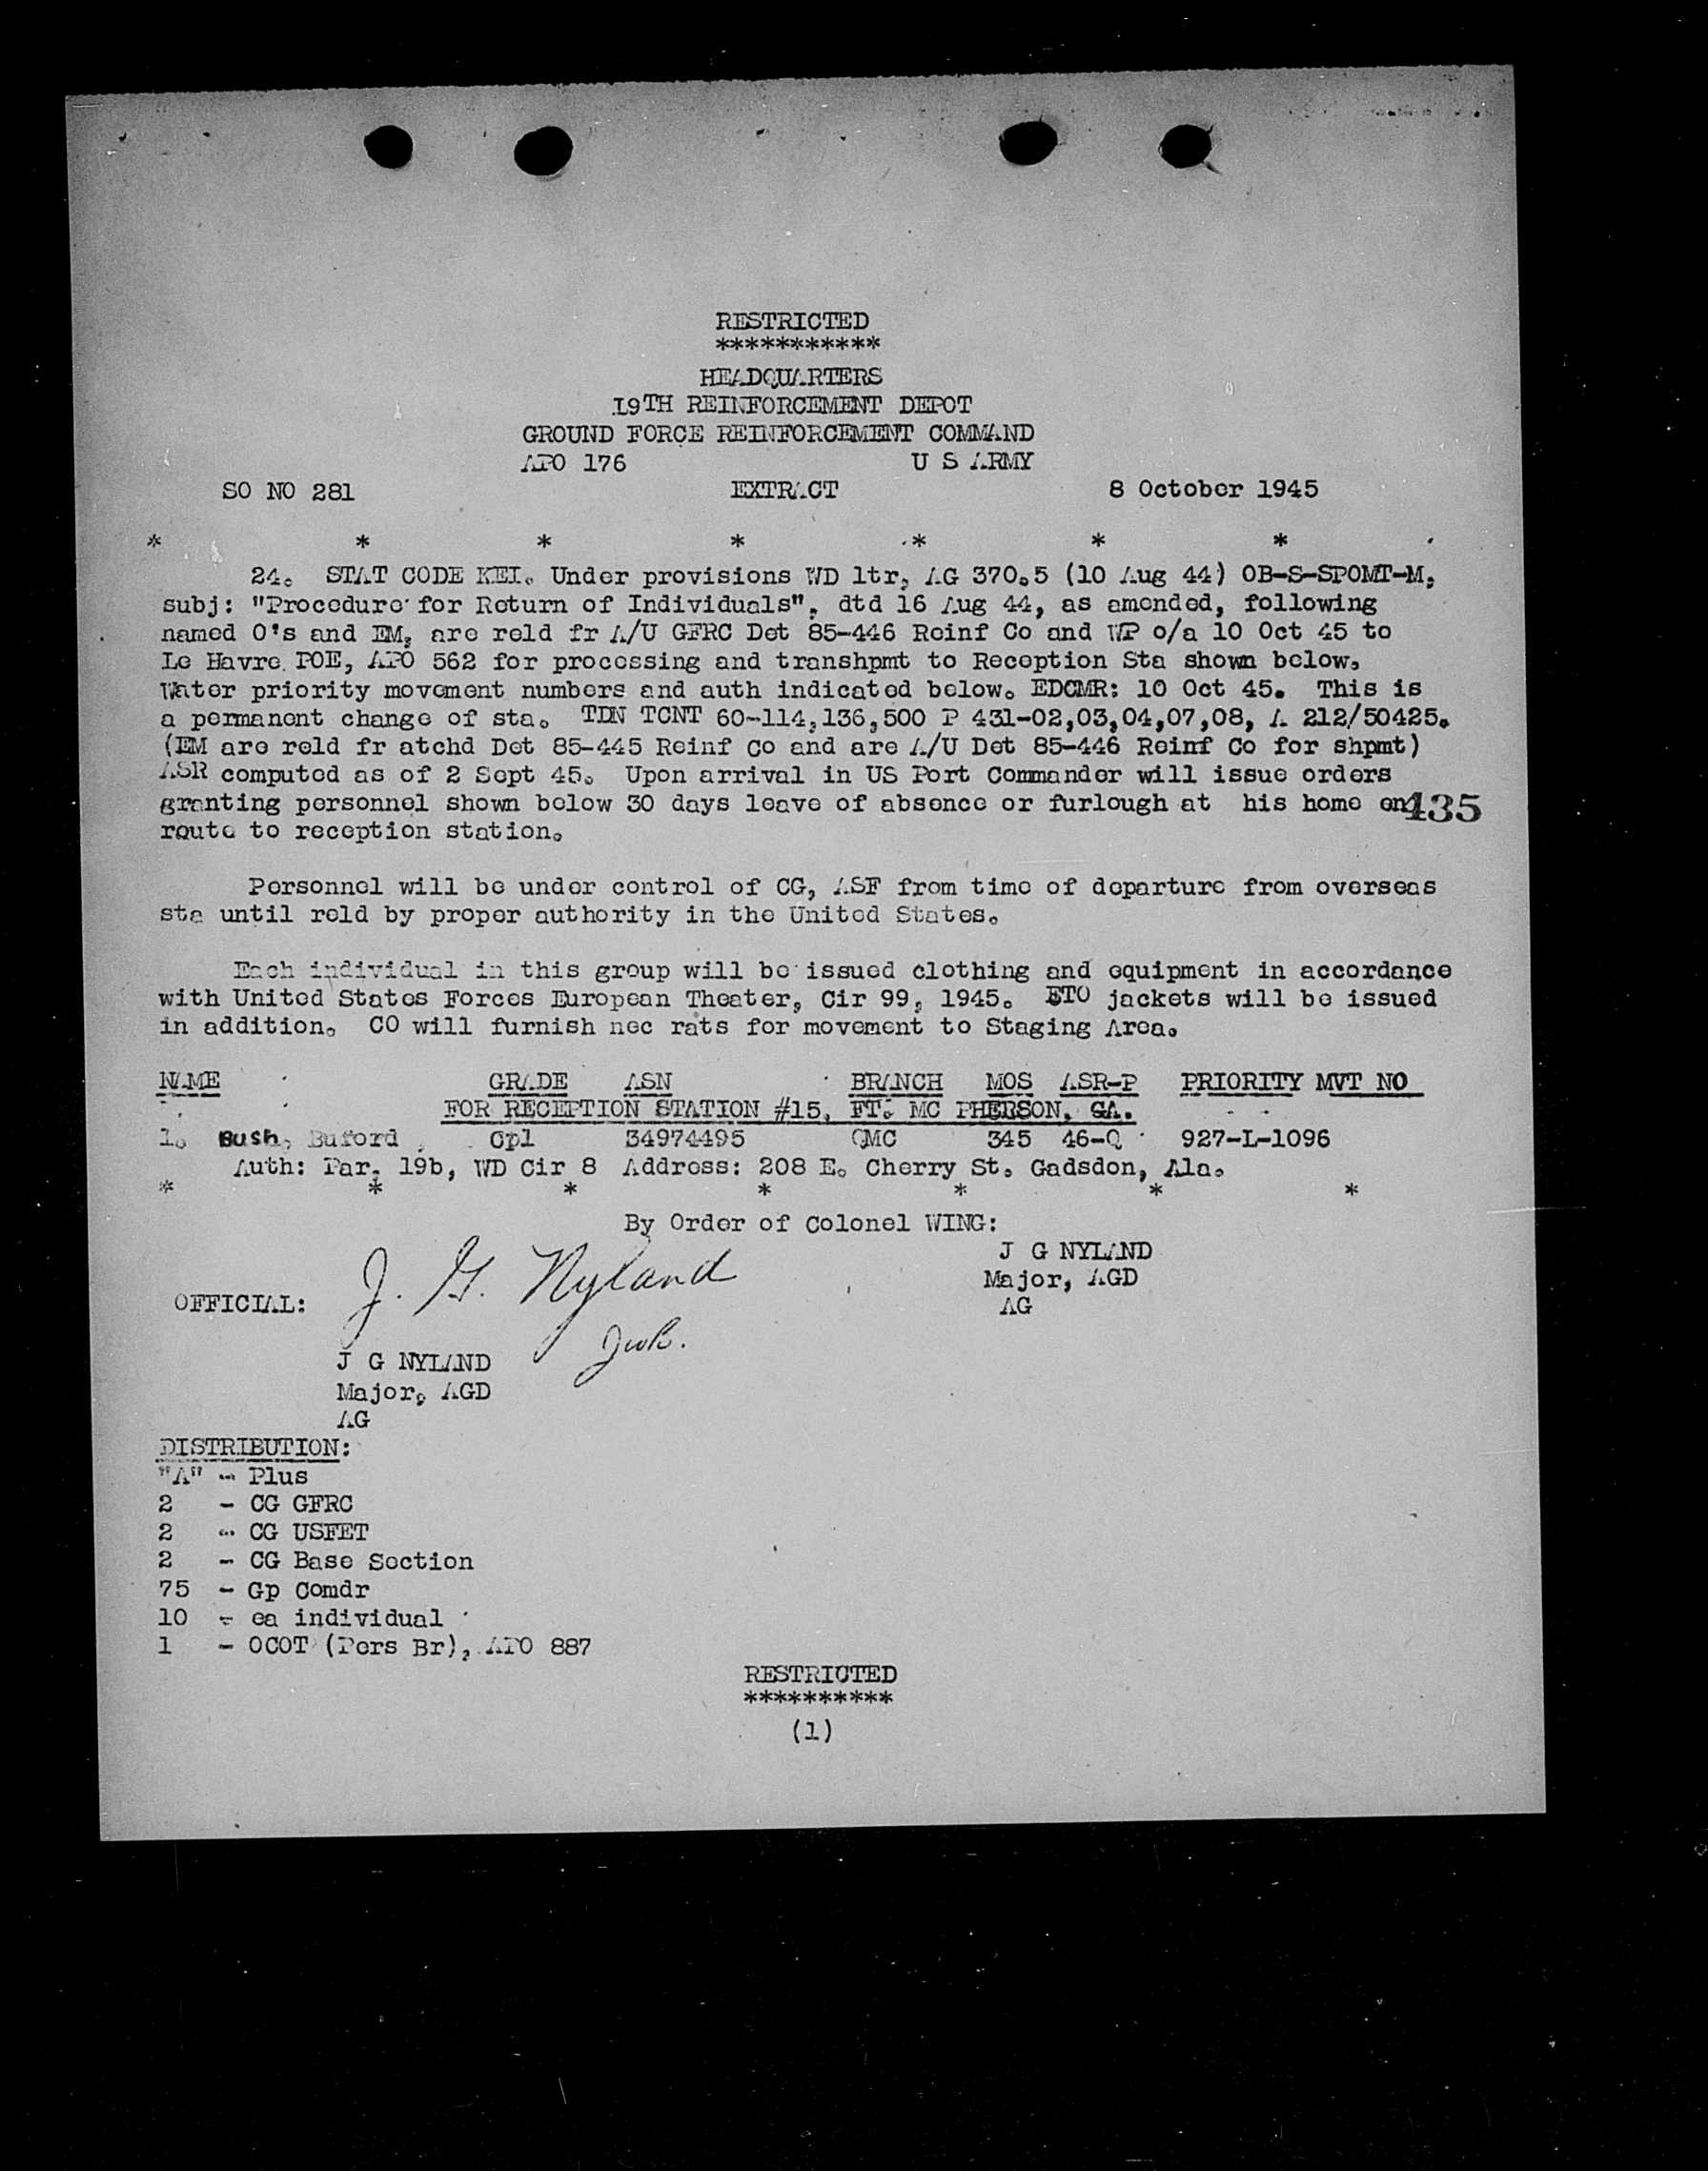 RESTRICTED
***********
HEADQUARTERS
19TH REINFORCEMENT DEPOT
GROUND FORCE REINFORCEMENT COMMAND
APO 176 U S ARMY
SO NO 281 EXTRACT 8 October 1945
* * * * * * *
24. STAT CODE KEI. Under provisions WD ltr, AG 370.5 (10 Aug 44) OB-S-SPOMT-M,
subj: "Procedure for Return of Individuals", dtd 16 Aug 44, as amended, following
named O's and EM, are reld fr A/U GFRC Det 85-446 Reinf Co and WP o/a 10 Oct 45 to
Le Havre POE, APO 562 for processing and transhpmt to Reception Sta shown below.
Water priority movement numbers and auth indicated below. EDCMR: 10 Oct 45. This is
a permanent change of sta. TDN TCNT 60-114,136,500 P 431-02,03,04,07,08, A 212/50425.
(EM are reld fr atchd Det 85-445 Reinf Co and are A/U Det 85-446 Reinf Co for shpmt)
ASR computed as of 2 Sept 45. Upon arrival in US Port Commander will issue orders
granting personnel shown below 30 days leave of absence or furlough at his home en 435
route to reception station.
Personnel will be under control of CG, ASF from time of departure from overseas
sta until reld by proper authority in the United States.
Each individual in this group will be issued clothing and equipment in accordance
with United States Forces European Theater, Cir 99, 1945. ETO jackets will be issued
in addition. CO will furnish nec rats for movement to Staging Area.
NAME GRADE ASN BRANCH MOS ASR-P PRIORITY MVT NO
FOR RECEPTION STATION #15, FT. MC PHERSON, GA.
1. Bush, Buford Cpl 34974495 QMC 345 46-Q 927-L-1096
Auth: Par. 19b, WD Cir 8 Address: 208 E. Cherry St. Gadsdon, Ala.
* * * * * * *
By Order of Colonel WING:
J G NYLAND
Major, AGD
AG
OFFICIAL: J. G. Nyland
J G NYLAND
Major, AGD
AG
DISTRIBUTION:
"A" - Plus
2 - CG GFRC
2 - CG USFET
2 - CG Base Section
75 - Gp Comdr
10 - ea individual
1 - OCOT (Pers Br), APO 887
RESTRICTED
**********
(1)